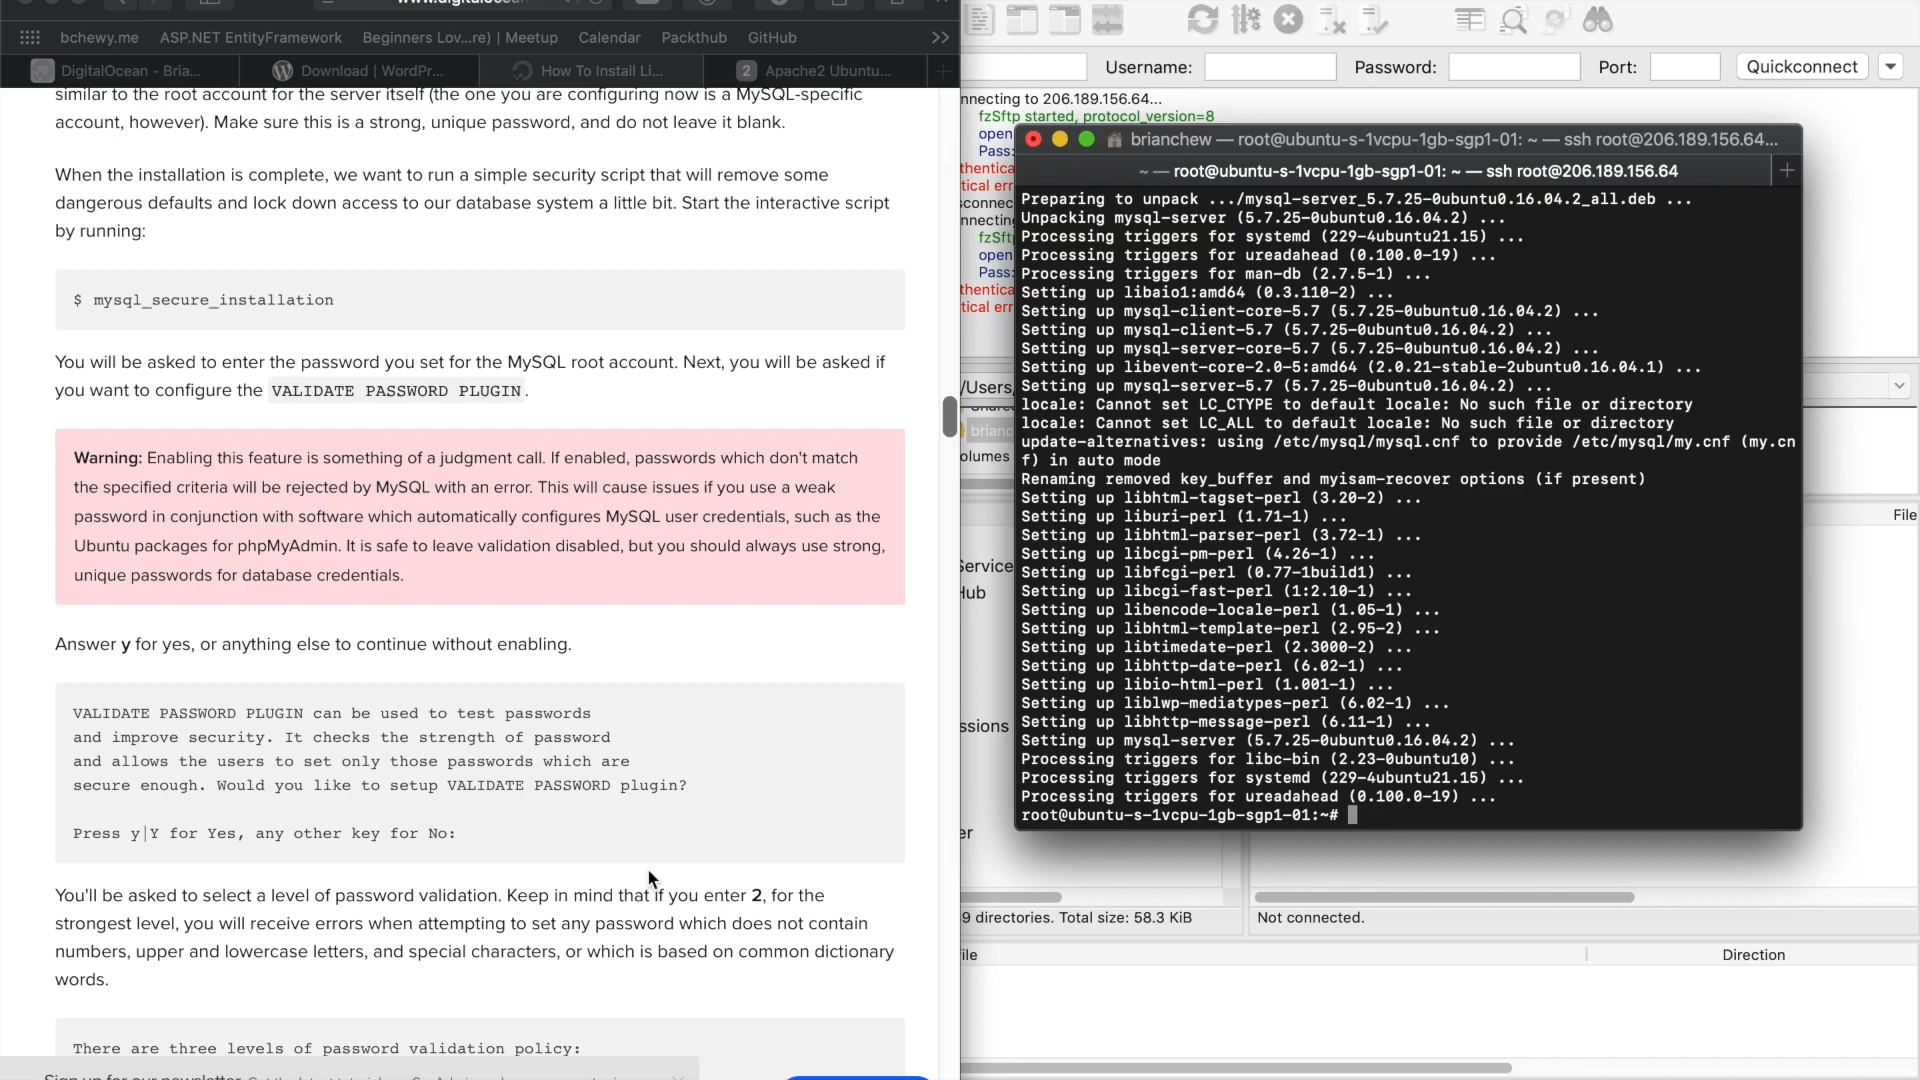 bchewy.me ASP.NET EntityFramework Beginners Lov...re) | Meetup Calendar Packthub GitHub
DigitalOcean - Bria... Download | WordPr... How To Install Li... 2 Apache2 Ubuntu...
similar to the root account for the server itself (the one you are configuring now is a MySQL-specific
account, however). Make sure this is a strong, unique password, and do not leave it blank.
When the installation is complete, we want to run a simple security script that will remove some
dangerous defaults and lock down access to our database system a little bit. Start the interactive script
by running:
$ mysql_secure_installation
You will be asked to enter the password you set for the MySQL root account. Next, you will be asked if
you want to configure the VALIDATE PASSWORD PLUGIN.
Warning: Enabling this feature is something of a judgment call. If enabled, passwords which don't match
the specified criteria will be rejected by MySQL with an error. This will cause issues if you use a weak
password in conjunction with software which automatically configures MySQL user credentials, such as the
Ubuntu packages for phpMyAdmin. It is safe to leave validation disabled, but you should always use strong,
unique passwords for database credentials.
Answer y for yes, or anything else to continue without enabling.
VALIDATE PASSWORD PLUGIN can be used to test passwords
and improve security. It checks the strength of password
and allows the users to set only those passwords which are
secure enough. Would you like to setup VALIDATE PASSWORD plugin?
Press y|Y for Yes, any other key for No:
You'll be asked to select a level of password validation. Keep in mind that if you enter 2, for the
strongest level, you will receive errors when attempting to set any password which does not contain
numbers, upper and lowercase letters, and special characters, or which is based on common dictionary
words.
There are three levels of password validation policy:
Sign up for our newsletter.
Username: Password: Port: Quickconnect
nnecting to 206.189.156.64...
fzSftp started, protocol_version=8
open
Pass:
thentica
tical err
sconnec
nnecting
fzSftp
open
Pass:
thentica
tical err
/Users,
brianc
olumes
File
Service
Hub
ssions
er
9 directories. Total size: 58.3 KiB
Not connected.
ile
Direction
brianchew — root@ubuntu-s-1vcpu-1gb-sgp1-01: ~ — ssh root@206.189.156.64...
~ — root@ubuntu-s-1vcpu-1gb-sgp1-01: ~ — ssh root@206.189.156.64
Preparing to unpack .../mysql-server_5.7.25-0ubuntu0.16.04.2_all.deb ...
Unpacking mysql-server (5.7.25-0ubuntu0.16.04.2) ...
Processing triggers for systemd (229-4ubuntu21.15) ...
Processing triggers for ureadahead (0.100.0-19) ...
Processing triggers for man-db (2.7.5-1) ...
Setting up libaio1:amd64 (0.3.110-2) ...
Setting up mysql-client-core-5.7 (5.7.25-0ubuntu0.16.04.2) ...
Setting up mysql-client-5.7 (5.7.25-0ubuntu0.16.04.2) ...
Setting up mysql-server-core-5.7 (5.7.25-0ubuntu0.16.04.2) ...
Setting up libevent-core-2.0-5:amd64 (2.0.21-stable-2ubuntu0.16.04.1) ...
Setting up mysql-server-5.7 (5.7.25-0ubuntu0.16.04.2) ...
locale: Cannot set LC_CTYPE to default locale: No such file or directory
locale: Cannot set LC_ALL to default locale: No such file or directory
update-alternatives: using /etc/mysql/mysql.cnf to provide /etc/mysql/my.cnf (my.cn
f) in auto mode
Renaming removed key_buffer and myisam-recover options (if present)
Setting up libhtml-tagset-perl (3.20-2) ...
Setting up liburi-perl (1.71-1) ...
Setting up libhtml-parser-perl (3.72-1) ...
Setting up libcgi-pm-perl (4.26-1) ...
Setting up libfcgi-perl (0.77-1build1) ...
Setting up libcgi-fast-perl (1:2.10-1) ...
Setting up libencode-locale-perl (1.05-1) ...
Setting up libhtml-template-perl (2.95-2) ...
Setting up libtimedate-perl (2.3000-2) ...
Setting up libhttp-date-perl (6.02-1) ...
Setting up libio-html-perl (1.001-1) ...
Setting up liblwp-mediatypes-perl (6.02-1) ...
Setting up libhttp-message-perl (6.11-1) ...
Setting up mysql-server (5.7.25-0ubuntu0.16.04.2) ...
Processing triggers for libc-bin (2.23-0ubuntu10) ...
Processing triggers for systemd (229-4ubuntu21.15) ...
Processing triggers for ureadahead (0.100.0-19) ...
root@ubuntu-s-1vcpu-1gb-sgp1-01:~#